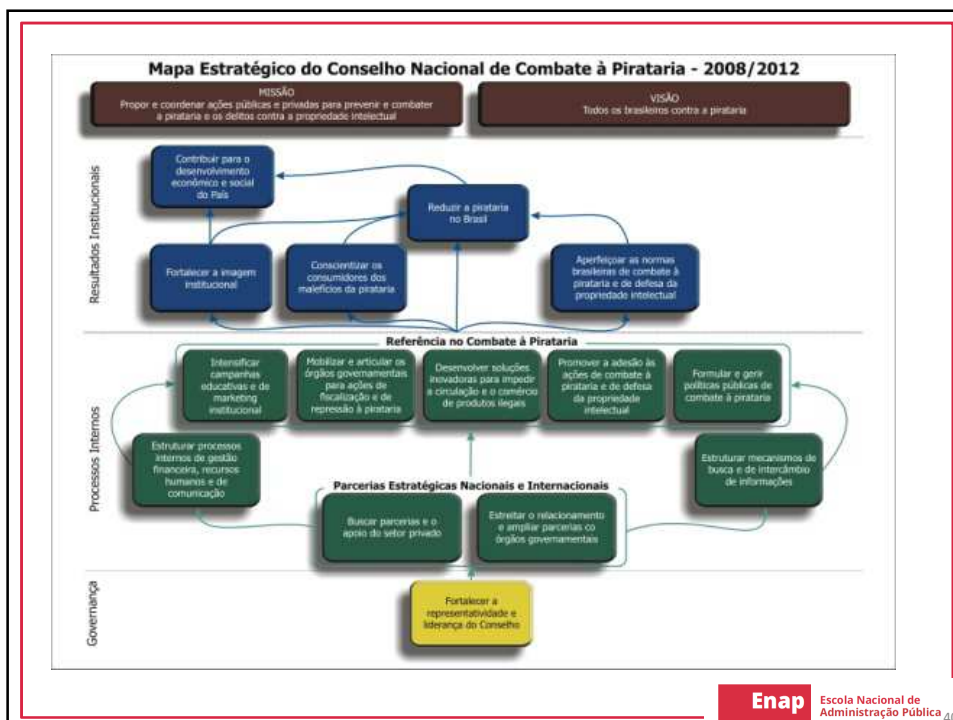 Mapa Estratégico do Conselho Nacional de Combate à Pirataria - 2008/2012
MISSÃO
Propor e coordenar ações públicas e privadas para prevenir e combater
a pirataria e os delitos contra a propriedade intelectual
VISÃO
Todos os brasileiros contra a pirataria
Resultados Institucionais
Contribuir para o
desenvolvimento
econômico e social
do País
Reduzir a pirataria
no Brasil
Fortalecer a imagem
institucional
Conscientizar os
consumidores dos
malefícios da pirataria
Aperfeiçoar as normas
brasileiras de combate à
pirataria e de defesa da
propriedade intelectual
Processos Internos
Referência no Combate à Pirataria
Intensificar
campanhas
educativas e de
marketing
institucional
Mobilizar e articular os
órgãos governamentais
para ações de
fiscalização e de
repressão à pirataria
Desenvolver soluções
inovadoras para impedir
a circulação e o comércio
de produtos ilegais
Promover a adesão às
ações de combate à
pirataria e de defesa
da propriedade
intelectual
Formular e gerir
políticas públicas de
combate à pirataria
Estruturar processos
internos de gestão
financeira, recursos
humanos e de
comunicação
Estruturar mecanismos de
busca e de intercâmbio
de informações
Parcerias Estratégicas Nacionais e Internacionais
Buscar parcerias e o
apoio do setor privado
Estreitar o relacionamento
e ampliar parcerias co
órgãos governamentais
Governança
Fortalecer a
representatividade e
liderança do Conselho
Enap
Escola Nacional de
Administração Pública